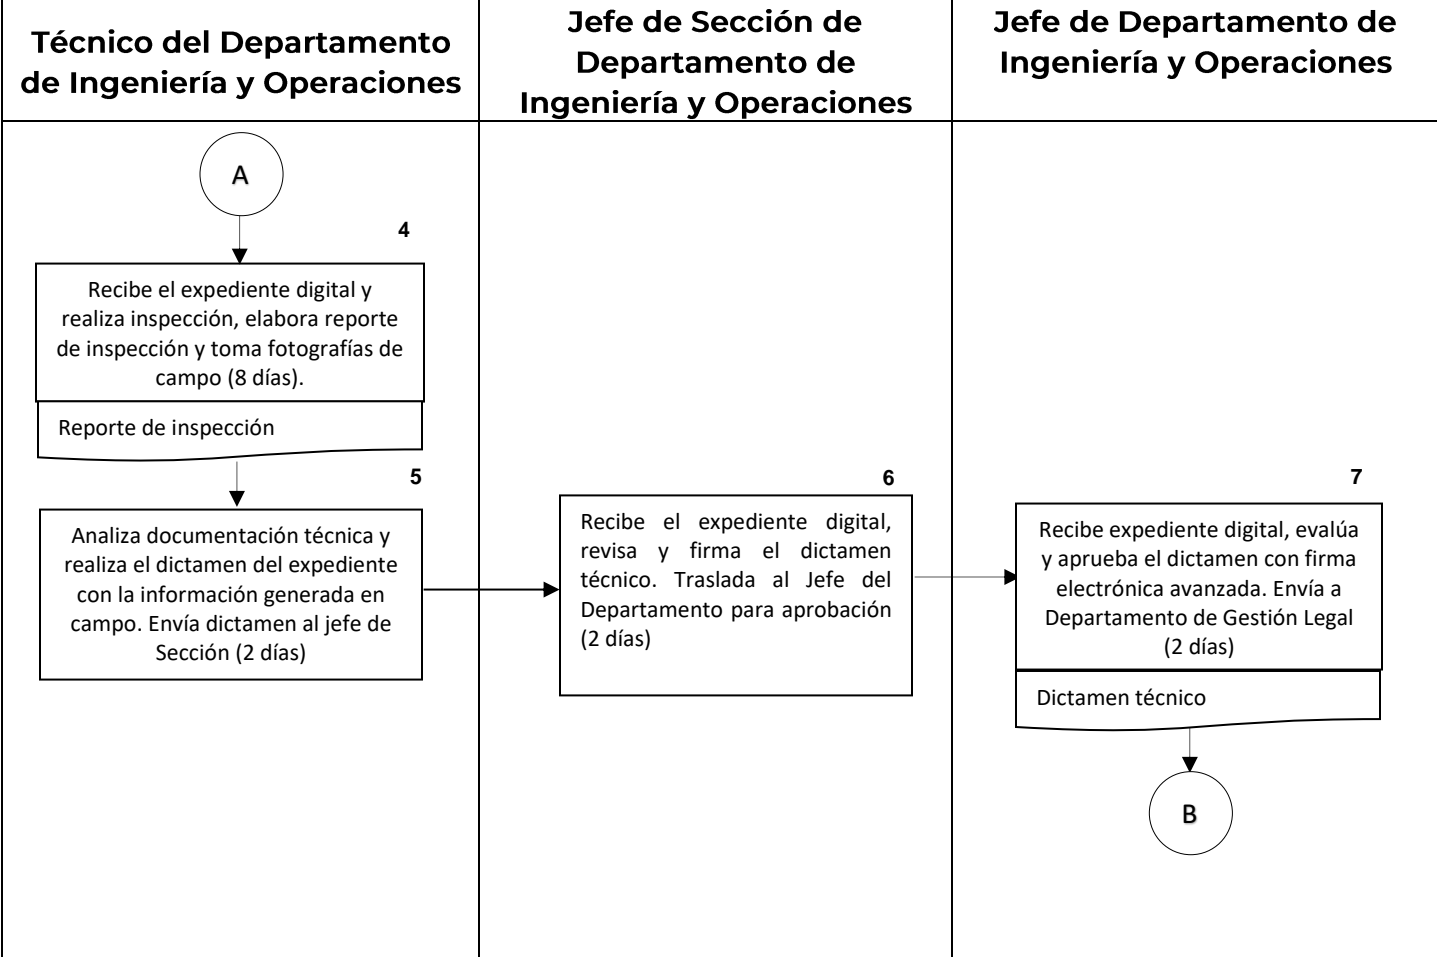 Técnico del Departamento
de Ingeniería y Operaciones
Jefe de Sección de
Departamento de
Ingeniería y Operaciones
Jefe de Departamento de
Ingeniería y Operaciones
A
4
Recibe el expediente digital y
realiza inspección, elabora reporte
de inspección y toma fotografías de
campo (8 días).
Reporte de inspección
5
Analiza documentación técnica y
realiza el dictamen del expediente
con la información generada en
campo. Envía dictamen al jefe de
Sección (2 días)
6
Recibe el expediente digital,
revisa y firma el dictamen
técnico. Traslada al Jefe del
Departamento para aprobación
(2 días)
7
Recibe expediente digital, evalúa
y aprueba el dictamen con firma
electrónica avanzada. Envía a
Departamento de Gestión Legal
(2 días)
Dictamen técnico
B